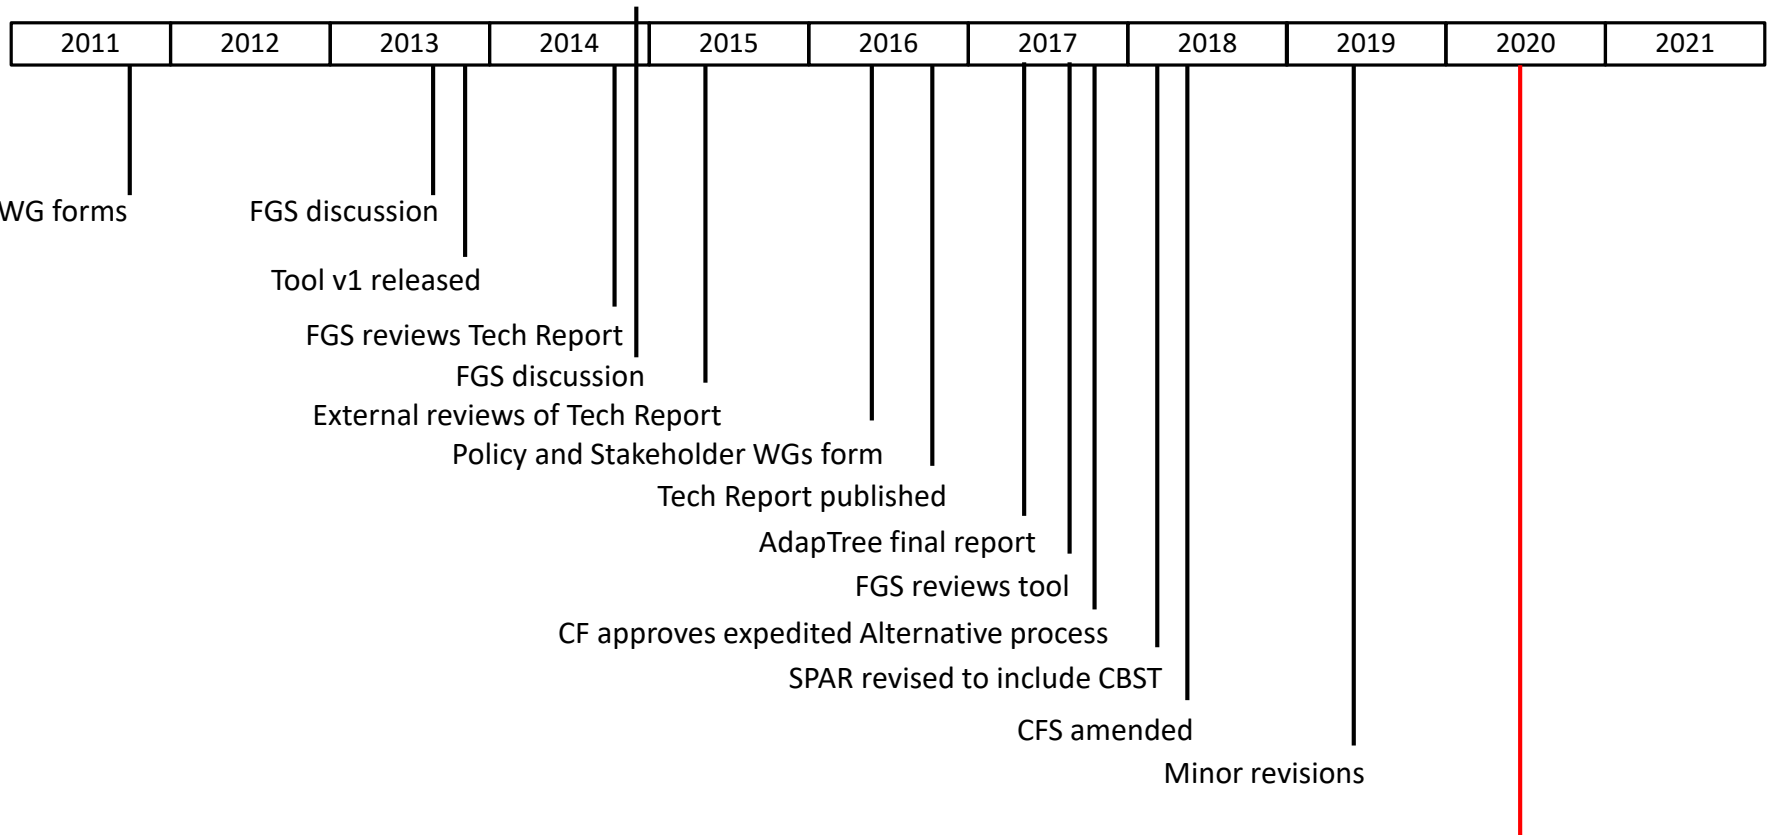 2011 2012 2013 2014 2015 2016 2017 2018 2019 2020 2021
WG forms
FGS discussion
Tool v1 released
FGS reviews Tech Report
FGS discussion
External reviews of Tech Report
Policy and Stakeholder WGs form
Tech Report published
AdapTree final report
FGS reviews tool
CF approves expedited Alternative process
SPAR revised to include CBST
CFS amended
Minor revisions